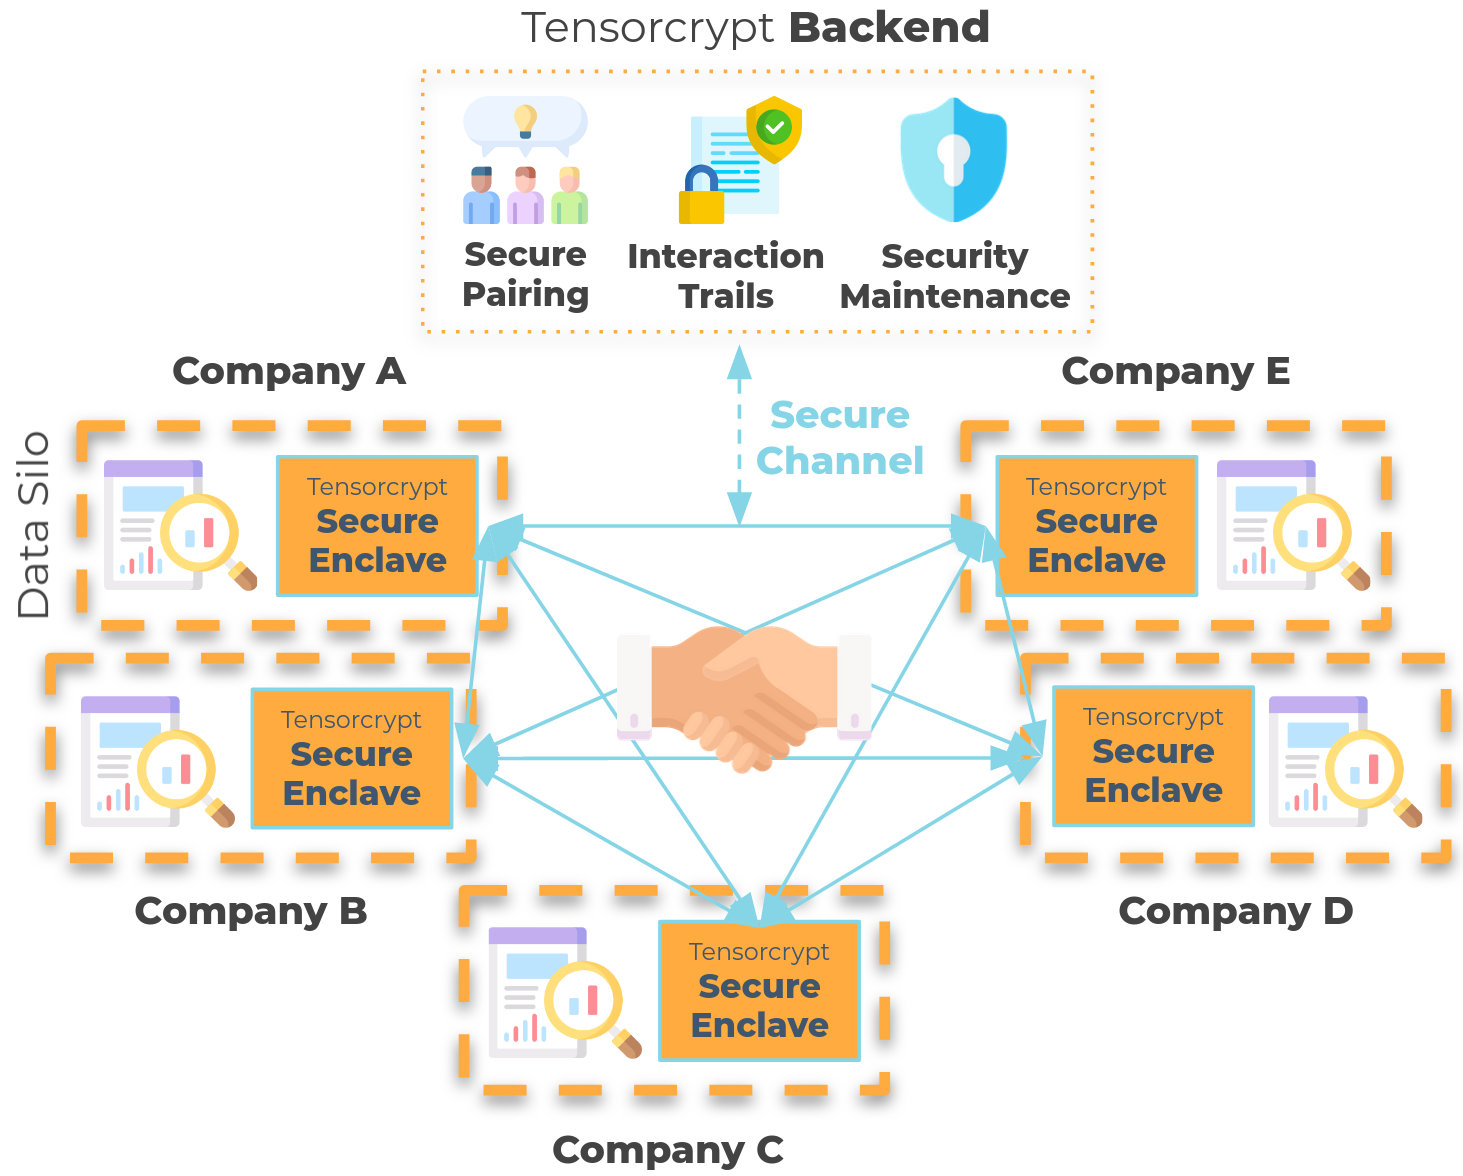 Tensorcrypt Backend
Secure
Pairing
Interaction
Trails
Security
Maintenance
Company A
Company E
Secure
Channel
Data Silo
Tensorcrypt
Secure
Enclave
Tensorcrypt
Secure
Enclave
Tensorcrypt
Secure
Enclave
Tensorcrypt
Secure
Enclave
Company B
Company D
Tensorcrypt
Secure
Enclave
Company C